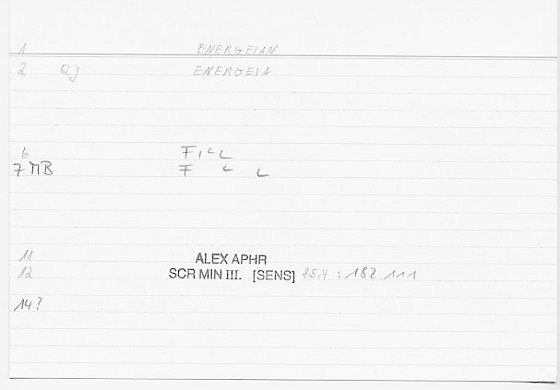 1 ENERGEIAN
2 QJ ENERGEIA
6 F I L L
7 MB F L L
11 ALEX APHR
12 SCR MIN III. [SENS] 85.4 : 182 111
14?